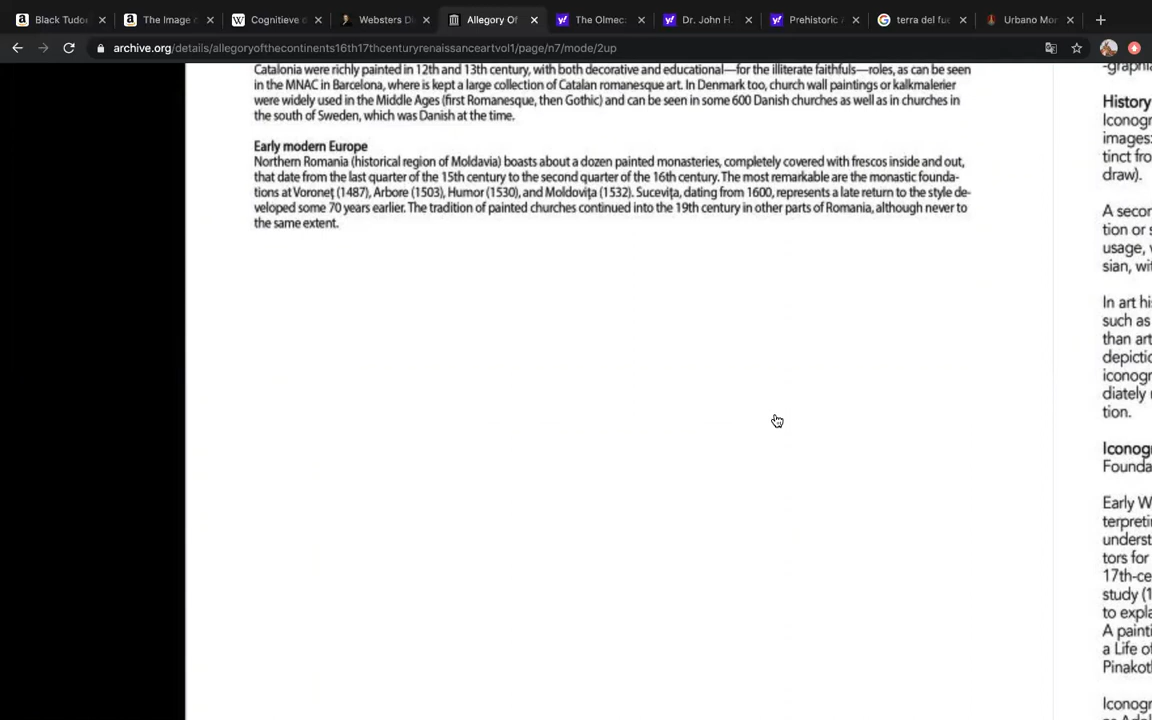 Black Tudo
The Image
Cognitieve
Websters Di
Allegory Of
The Olmec
Dr. John H.
Prehistoric
terra del fue
Urbano Mor
archive.org/details/allegoryofthecontinents16th17thcenturyrenaissanceartvol1/page/n7/mode/2up
Catalonia were richly painted in 12th and 13th century, with both decorative and educational—for the illiterate faithfuls—roles, as can be seen
in the MNAC in Barcelona, where is kept a large collection of Catalan romanesque art. In Denmark too, church wall paintings or kalkmalerier
were widely used in the Middle Ages (first Romanesque, then Gothic) and can be seen in some 600 Danish churches as well as in churches in
the south of Sweden, which was Danish at the time.
Early modern Europe
Northern Romania (historical region of Moldavia) boasts about a dozen painted monasteries, completely covered with frescos inside and out,
that date from the last quarter of the 15th century to the second quarter of the 16th century. The most remarkable are the monastic founda-
tions at Voroneț (1487), Arbore (1503), Humor (1530), and Moldovița (1532). Sucevița, dating from 1600, represents a late return to the style de-
veloped some 70 years earlier. The tradition of painted churches continued into the 19th century in other parts of Romania, although never to
the same extent.
-graphi
History
Iconogr
images:
tinct fro
draw).
A secon
tion or s
usage, w
sian, wit
In art his
such as
than art
depictic
iconogr
diately r
tion.
Iconog
Founda
Early W
terpreti
underst
tors for
17th-ce
study (1
to expla
A painti
a Life of
Pinakot
Iconogr